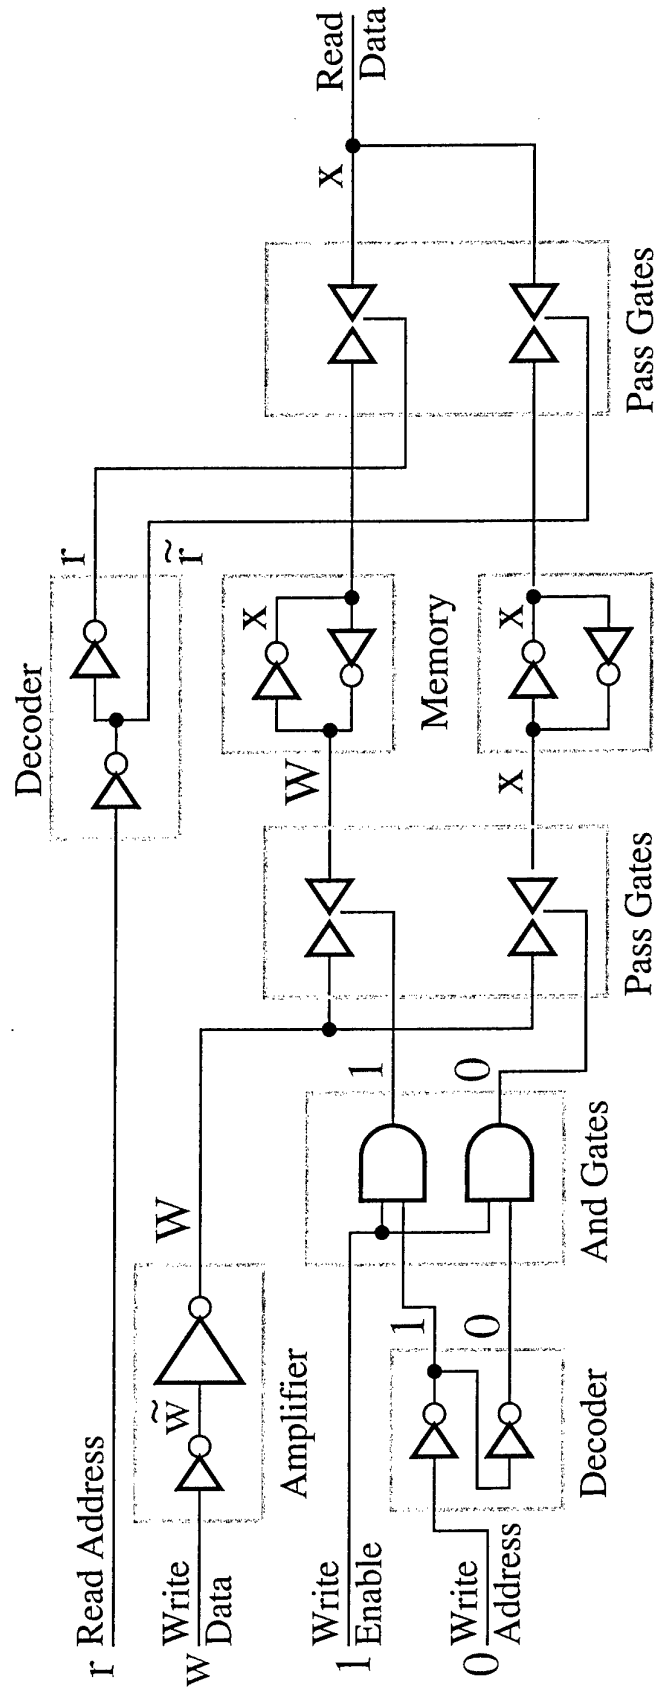 r Read Address
Decoder
r
r̃
w Write
Data
w̃
W
Amplifier
W
x
x
Read
Data
1 Write
Enable
1
0
1
0
Memory
x
x
0 Write
Address
Decoder
And Gates
Pass Gates
Pass Gates